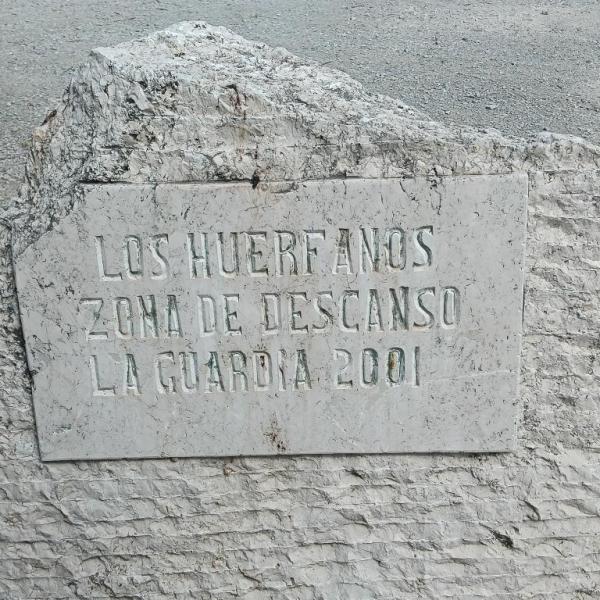 LOS HUERFANOS
ZONA DE DESCANSO
LA GUARDIA 2001